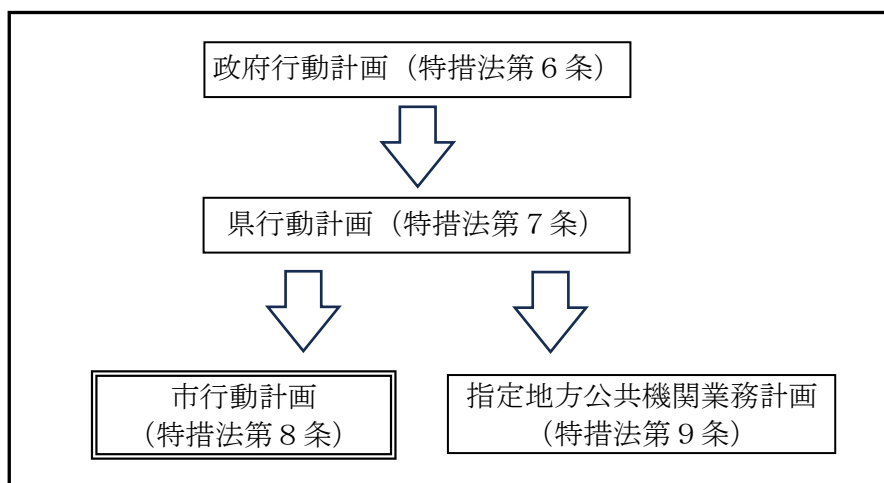 政府行動計画（特措法第６条）
県行動計画（特措法第７条）
市行動計画
（特措法第８条）
指定地方公共機関業務計画
（特措法第９条）